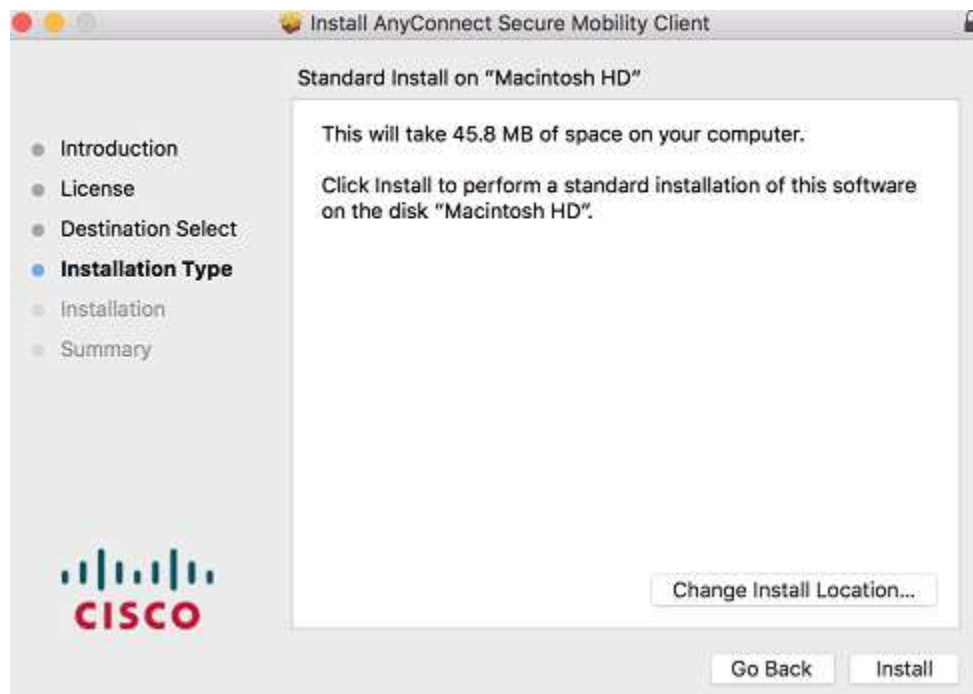 Install AnyConnect Secure Mobility Client
Standard Install on “Macintosh HD”
Introduction
License
Destination Select
Installation Type
Installation
Summary
This will take 45.8 MB of space on your computer.
Click Install to perform a standard installation of this software
on the disk “Macintosh HD”.
Change Install Location...
CISCO
Go Back
Install